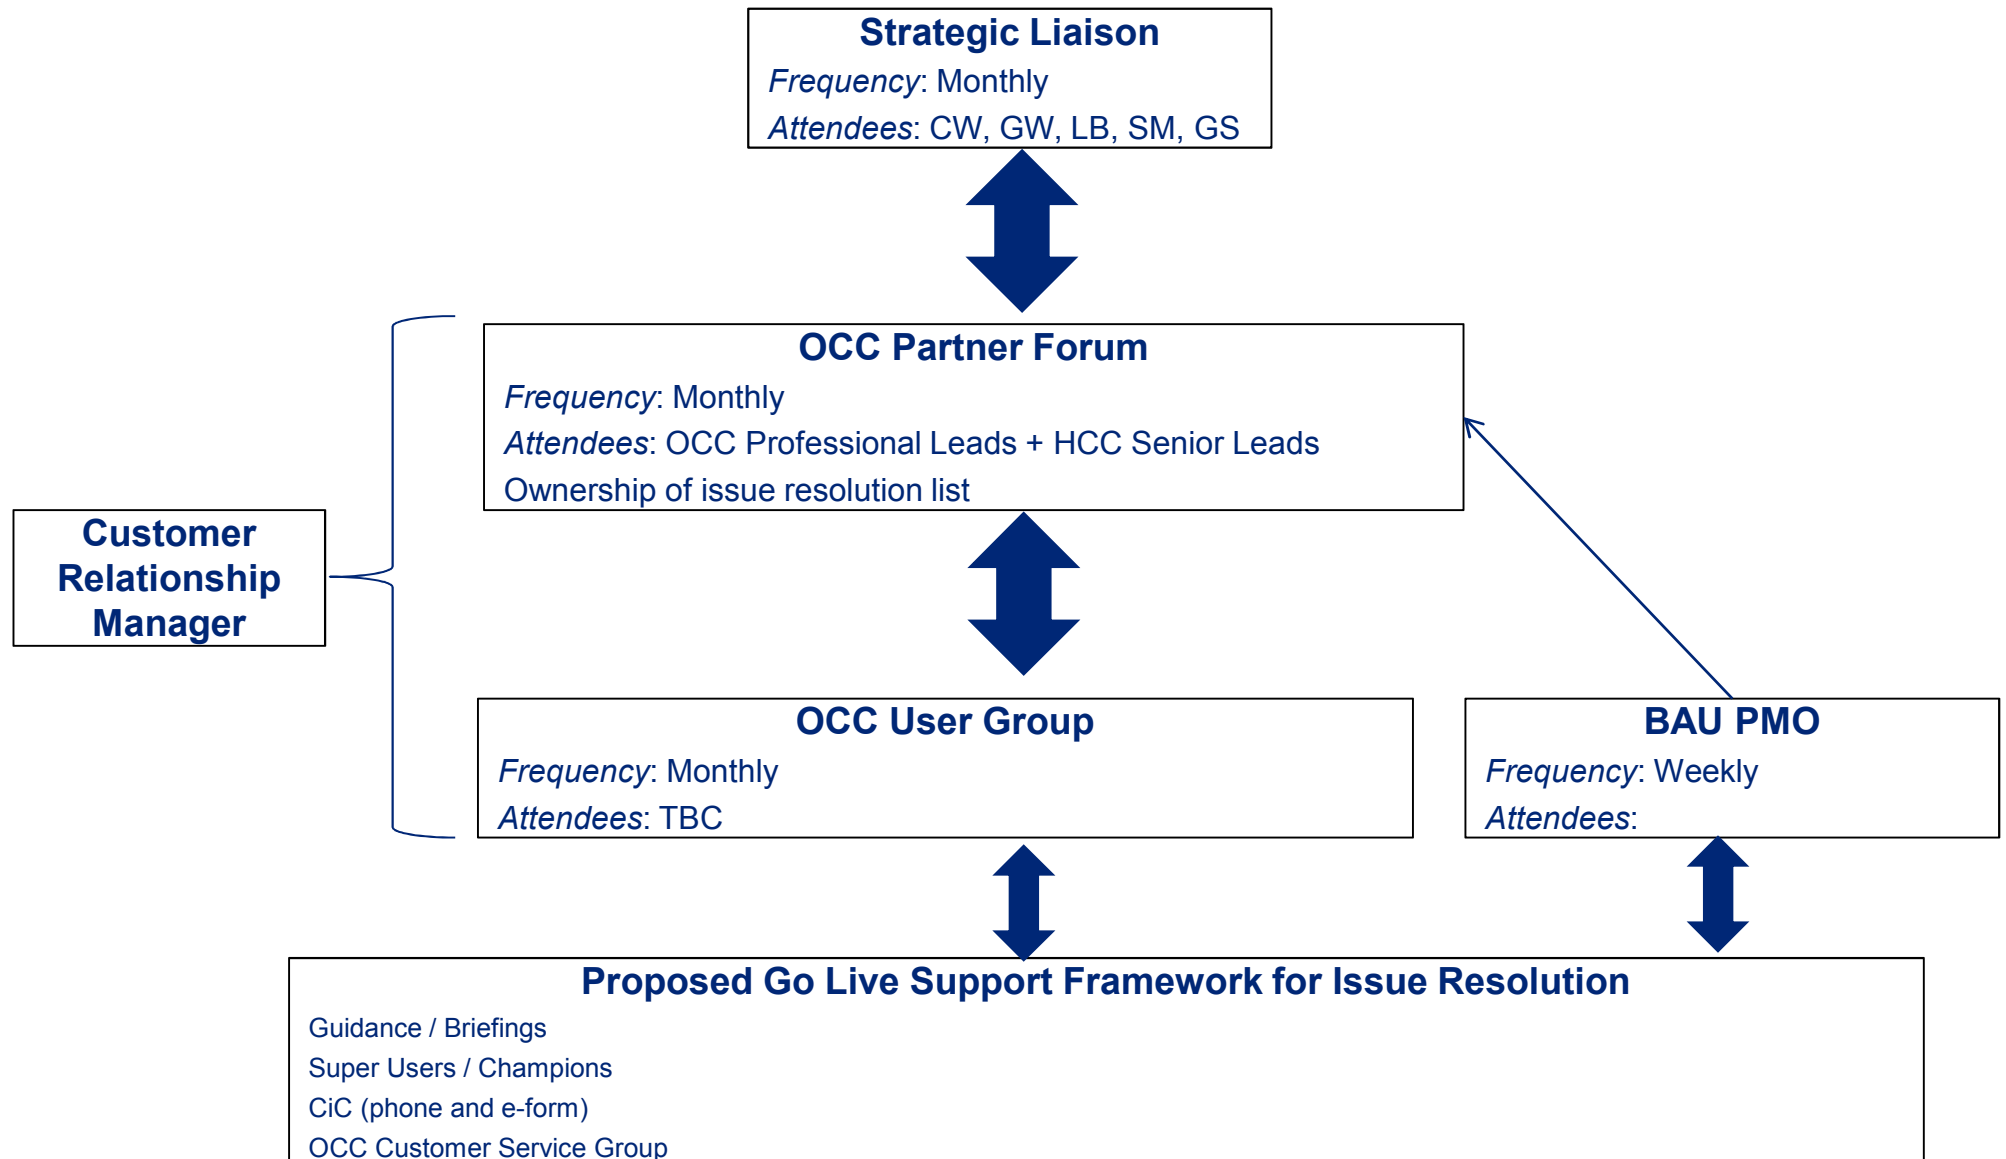 Strategic Liaison
Frequency: Monthly
Attendees: CW, GW, LB, SM, GS
OCC Partner Forum
Frequency: Monthly
Attendees: OCC Professional Leads + HCC Senior Leads
Ownership of issue resolution list
Customer
Relationship
Manager
OCC User Group
Frequency: Monthly
Attendees: TBC
BAU PMO
Frequency: Weekly
Attendees:
Proposed Go Live Support Framework for Issue Resolution
Guidance / Briefings
Super Users / Champions
CiC (phone and e-form)
OCC Customer Service Group